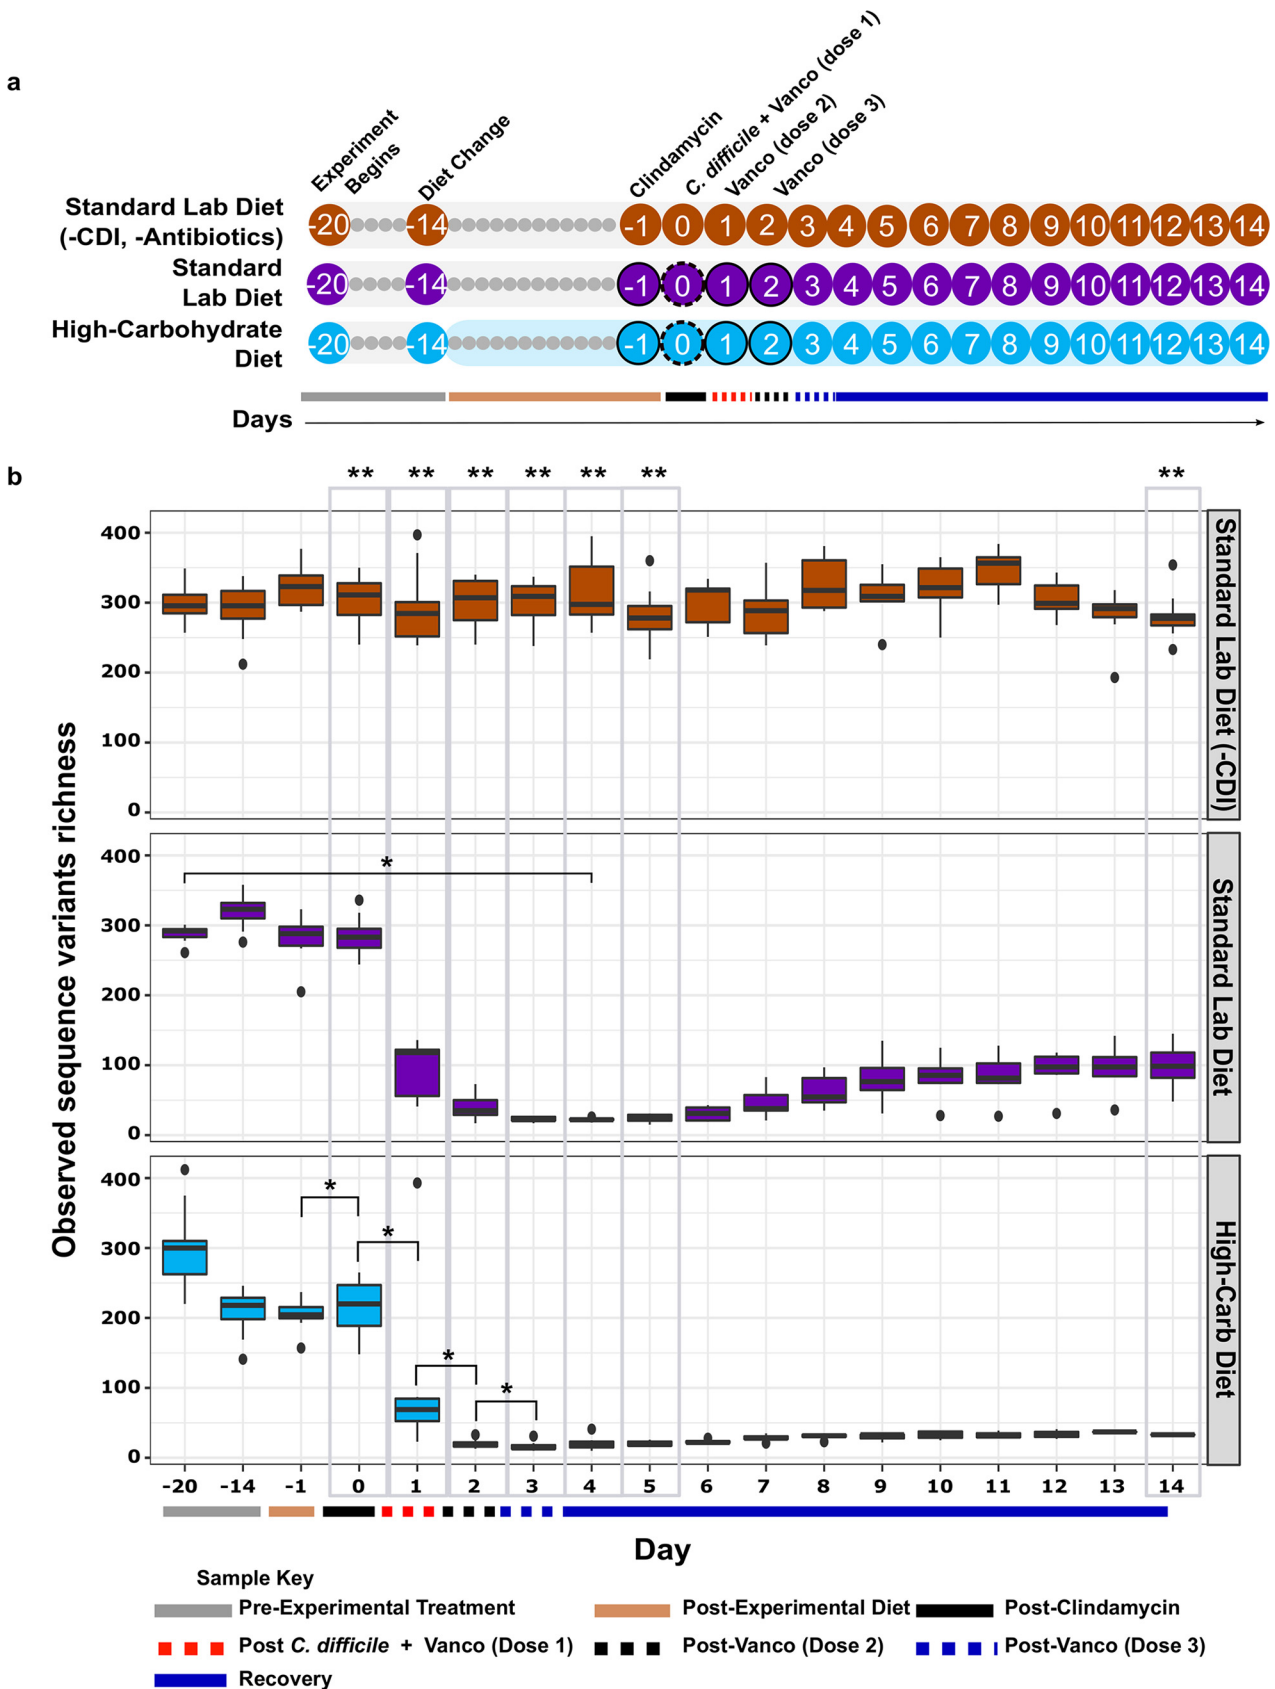 a
Experiment
Begins
Diet Change
Clindamycin
C. difficile + Vanco (dose 1)
Vanco (dose 2)
Vanco (dose 3)
Standard Lab Diet
(-CDI, -Antibiotics)
-20 -14 -1 0 1 2 3 4 5 6 7 8 9 10 11 12 13 14
Standard
Lab Diet
-20 -14 -1 0 1 2 3 4 5 6 7 8 9 10 11 12 13 14
High-Carbohydrate
Diet
-20 -14 -1 0 1 2 3 4 5 6 7 8 9 10 11 12 13 14
Days
b
** ** ** ** ** ** **
Observed sequence variants richness
400
300
200
100
0
Standard Lab Diet (-CDI)
400
300
200
100
0
*
Standard Lab Diet
400
300
200
100
0
*
*
*
*
High-Carb Diet
-20 -14 -1 0 1 2 3 4 5 6 7 8 9 10 11 12 13 14
Day
Sample Key
Pre-Experimental Treatment
Post-Experimental Diet
Post-Clindamycin
Post C. difficile + Vanco (Dose 1)
Post-Vanco (Dose 2)
Post-Vanco (Dose 3)
Recovery